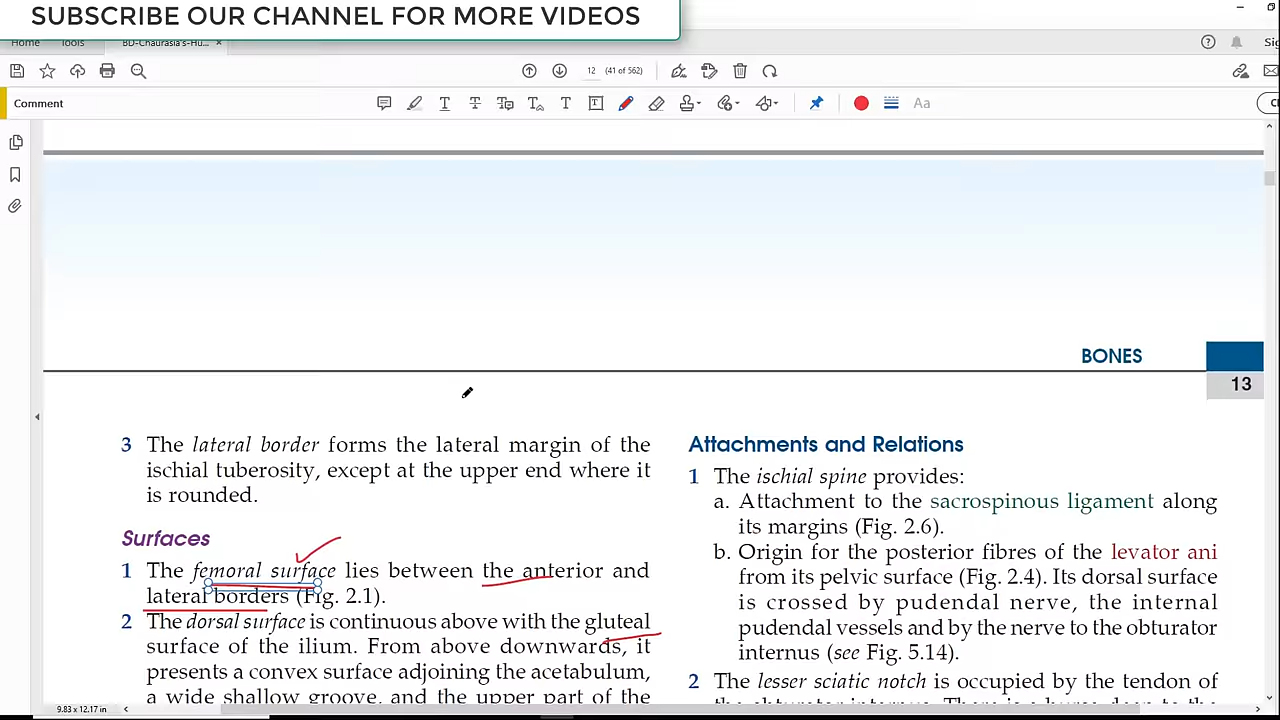 SUBSCRIBE OUR CHANNEL FOR MORE VIDEOS
Home Tools BD-Chaurasia's-Hu... ×
12 (41 of 562)
Comment
Aa
BONES
13
3 The lateral border forms the lateral margin of the
ischial tuberosity, except at the upper end where it
is rounded.
Surfaces
1 The femoral surface lies between the anterior and
lateral borders (Fig. 2.1).
2 The dorsal surface is continuous above with the gluteal
surface of the ilium. From above downwards, it
presents a convex surface adjoining the acetabulum,
a wide shallow groove, and the upper part of the
Attachments and Relations
1 The ischial spine provides:
a. Attachment to the sacrospinous ligament along
its margins (Fig. 2.6).
b. Origin for the posterior fibres of the levator ani
from its pelvic surface (Fig. 2.4). Its dorsal surface
is crossed by pudendal nerve, the internal
pudendal vessels and by the nerve to the obturator
internus (see Fig. 5.14).
2 The lesser sciatic notch is occupied by the tendon of
9.83 x 12.17 in